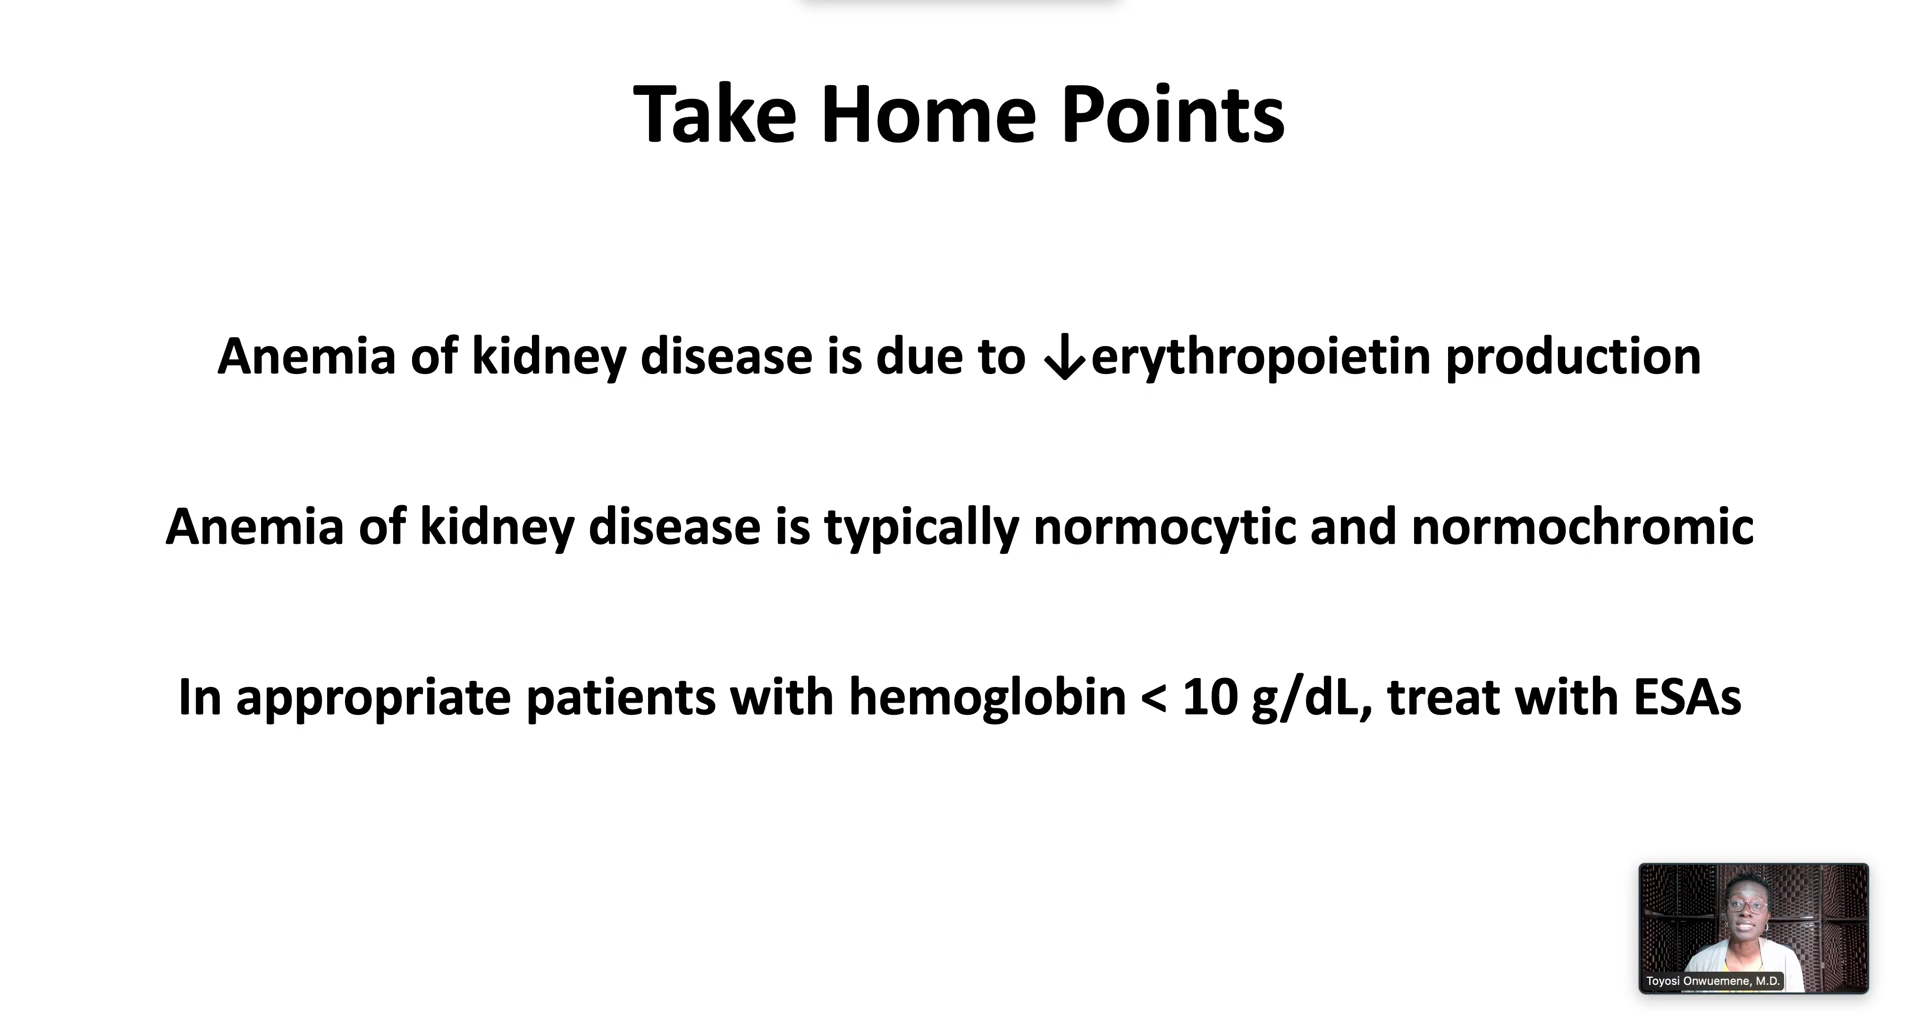 Take Home Points
Anemia of kidney disease is due to ↓erythropoietin production
Anemia of kidney disease is typically normocytic and normochromic
In appropriate patients with hemoglobin < 10 g/dL, treat with ESAs
Toyosi Onwuemene, M.D.